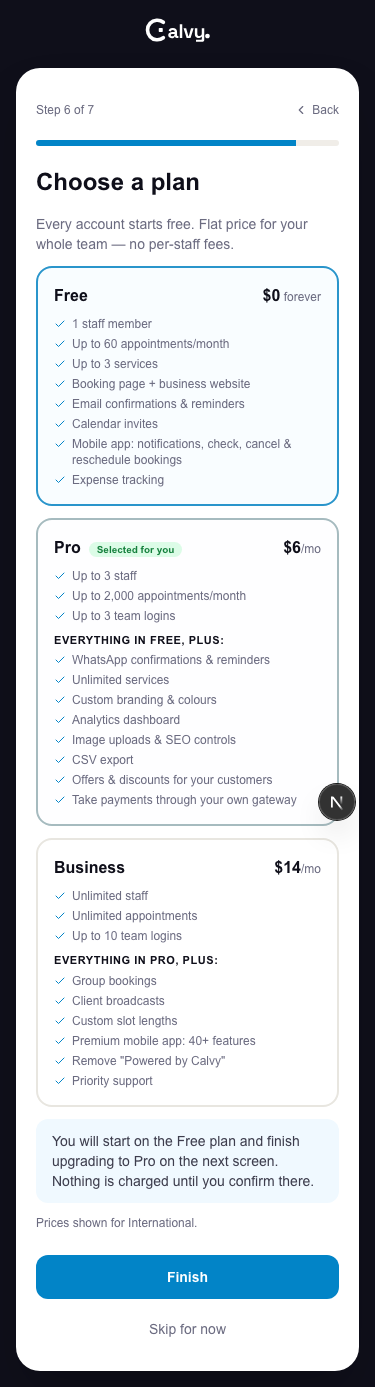 Calvy.
Step 6 of 7
Back
Choose a plan
Every account starts free. Flat price for your
whole team — no per-staff fees.
Free
$0 forever
1 staff member
Up to 60 appointments/month
Up to 3 services
Booking page + business website
Email confirmations & reminders
Calendar invites
Mobile app: notifications, check, cancel &
reschedule bookings
Expense tracking
Pro
Selected for you
$6/mo
Up to 3 staff
Up to 2,000 appointments/month
Up to 3 team logins
EVERYTHING IN FREE, PLUS:
WhatsApp confirmations & reminders
Unlimited services
Custom branding & colours
Analytics dashboard
Image uploads & SEO controls
CSV export
Offers & discounts for your customers
Take payments through your own gateway
N
Business
$14/mo
Unlimited staff
Unlimited appointments
Up to 10 team logins
EVERYTHING IN PRO, PLUS:
Group bookings
Client broadcasts
Custom slot lengths
Premium mobile app: 40+ features
Remove "Powered by Calvy"
Priority support
You will start on the Free plan and finish
upgrading to Pro on the next screen.
Nothing is charged until you confirm there.
Prices shown for International.
Finish
Skip for now